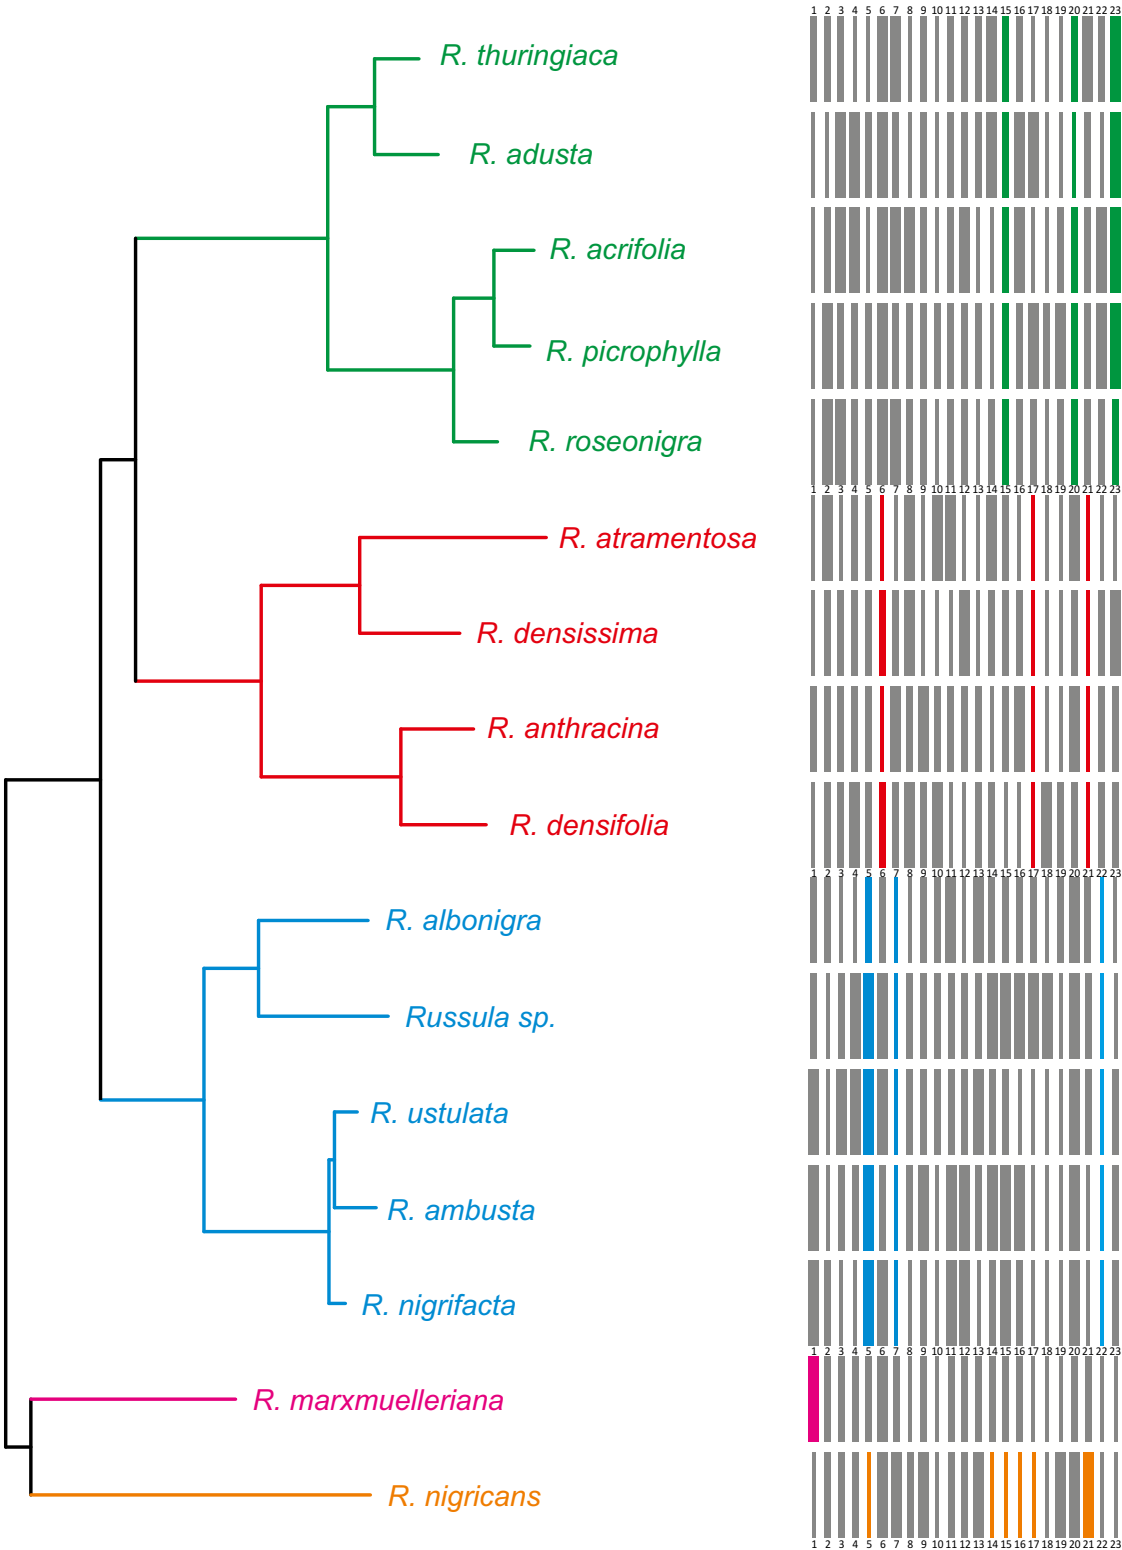 1 2 3 4 5 6 7 8 9 10 11 12 13 14 15 16 17 18 19 20 21 22 23
R. thuringiaca
R. adusta
R. acrifolia
R. picrophylla
R. roseonigra
1 2 3 4 5 6 7 8 9 10 11 12 13 14 15 16 17 18 19 20 21 22 23
R. atramentosa
R. densissima
R. anthracina
R. densifolia
1 2 3 4 5 6 7 8 9 10 11 12 13 14 15 16 17 18 19 20 21 22 23
R. albonigra
Russula sp.
R. ustulata
R. ambusta
R. nigrifacta
1 2 3 4 5 6 7 8 9 10 11 12 13 14 15 16 17 18 19 20 21 22 23
R. marxmuelleriana
R. nigricans
1 2 3 4 5 6 7 8 9 10 11 12 13 14 15 16 17 18 19 20 21 22 23